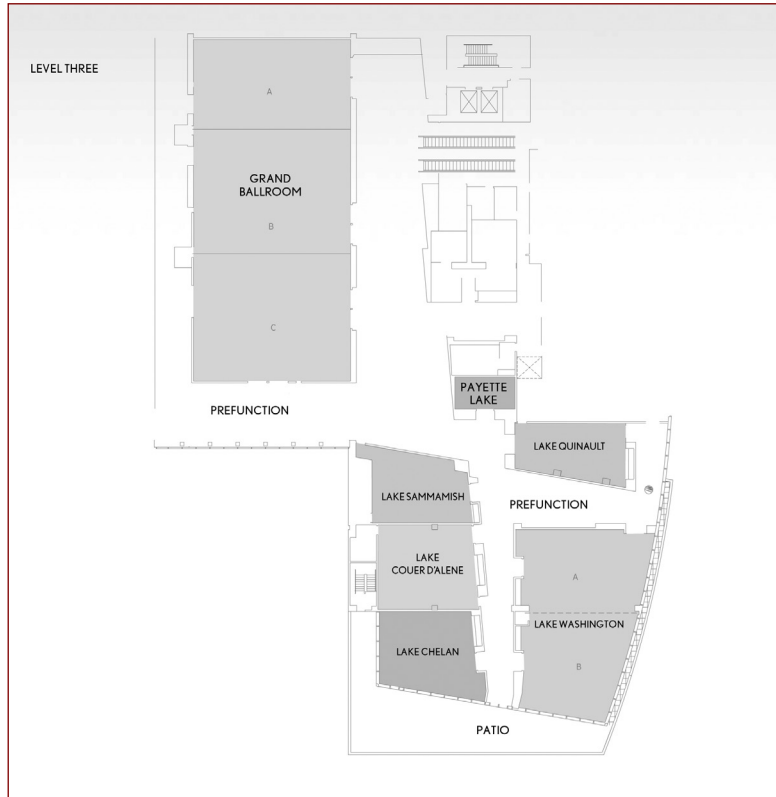 LEVEL THREE
A
GRAND
BALLROOM
B
C
PAYETTE
LAKE
PREFUNCTION
LAKE QUINAULT
LAKE SAMMAMISH
PREFUNCTION
LAKE
COUER D'ALENE
A
LAKE WASHINGTON
LAKE CHELAN
B
PATIO